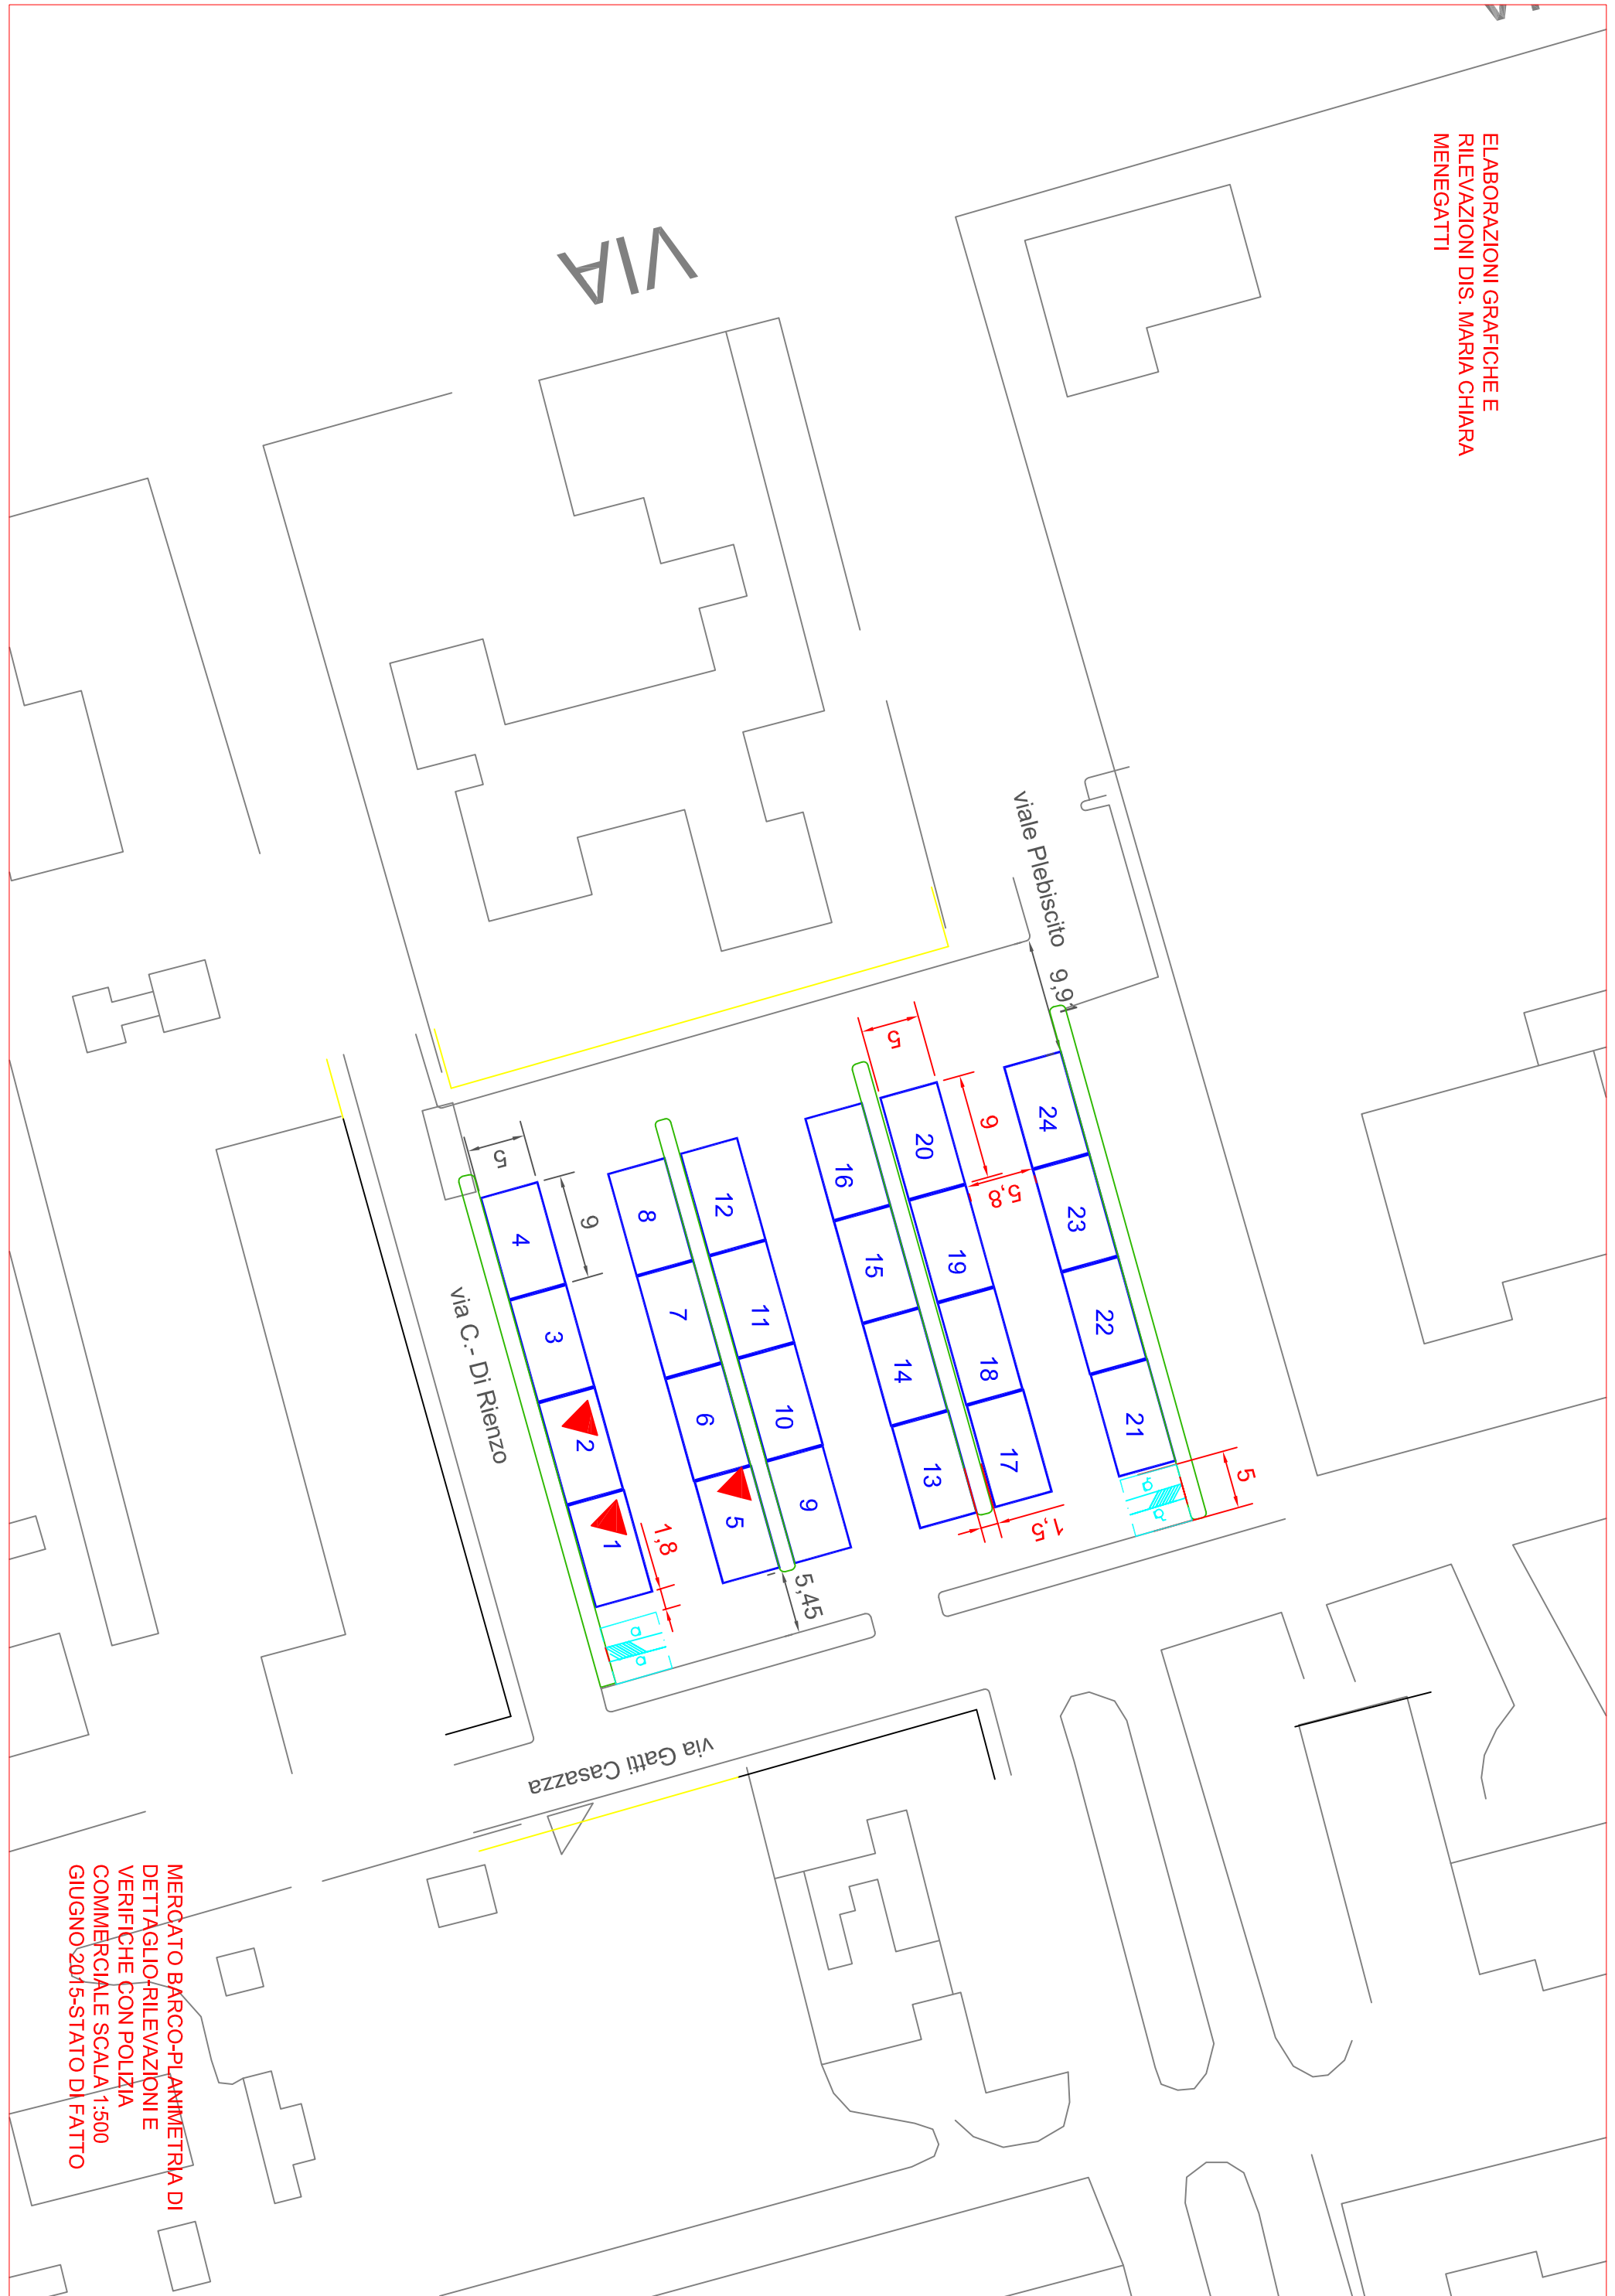 ELABORAZIONI GRAFICHE E
RILEVAZIONI DIS. MARIA CHIARA
MENEGATTI
VIA
viale Plebiscito
9,91
5
9
5,8
24
23
22
21
20
19
18
17
16
15
14
13
12
11
10
9
8
7
6
5
4
3
2
1
5
9
5
1,5
1,8
5,45
a
a
a
a
via C.- Di Rienzo
via Gatti Casazza
MERCATO BARCO-PLANIMETRIA DI
DETTAGLIO-RILEVAZIONI E
VERIFICHE CON POLIZIA
COMMERCIALE SCALA 1:500
GIUGNO 2015-STATO DI FATTO